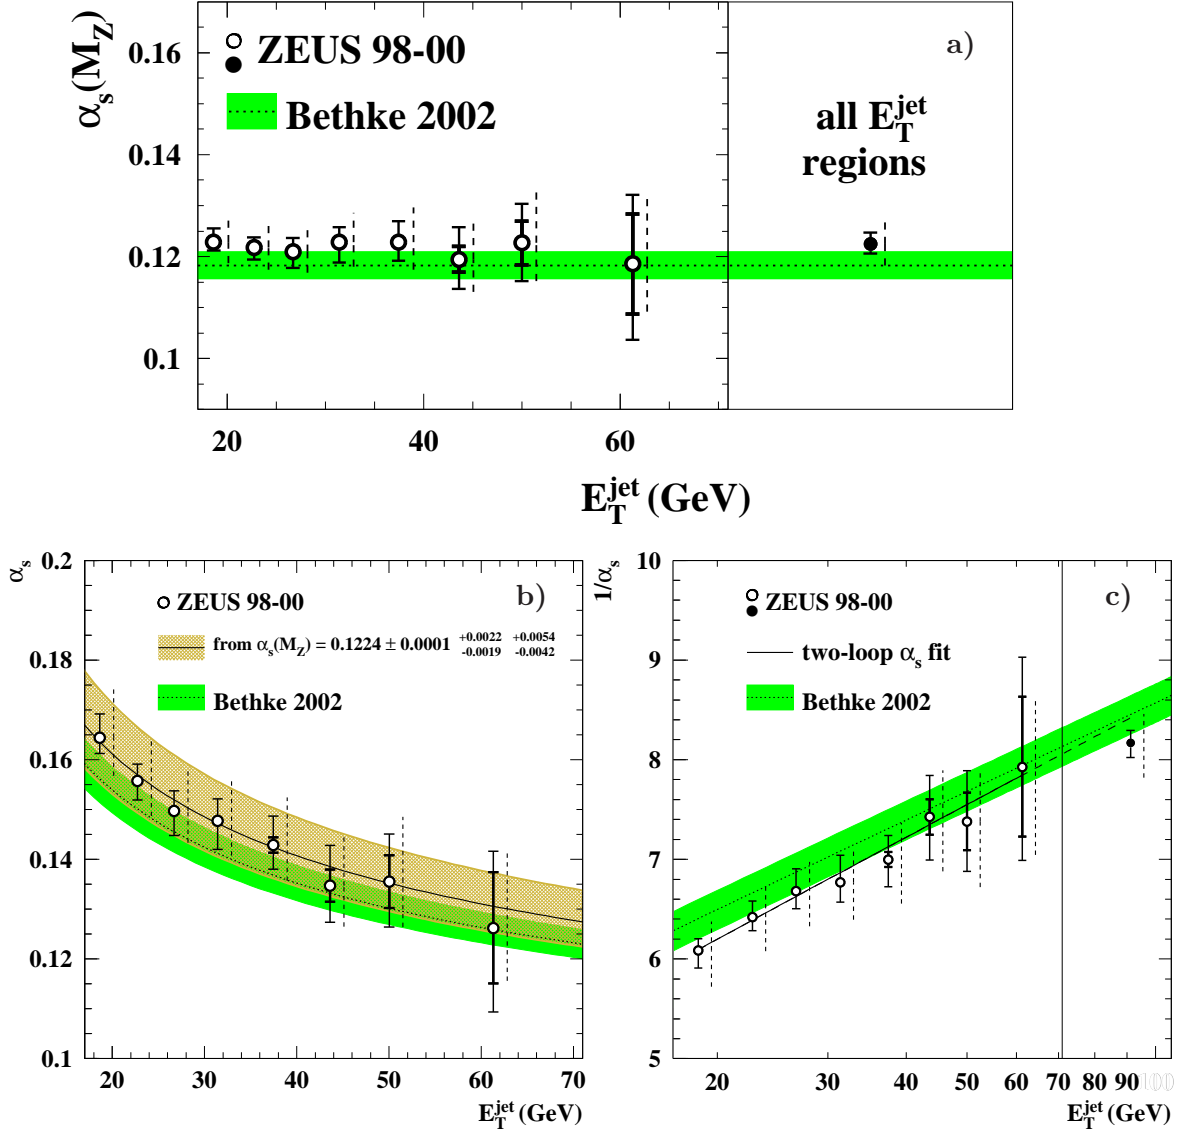 α_s(M_Z)
0.16
0.14
0.12
0.1
ZEUS 98-00
Bethke 2002
a)
all E_T^jet
regions
20 40 60
E_T^jet (GeV)
α_s
0.2
0.18
0.16
0.14
0.12
0.1
b)
ZEUS 98-00
from α_s(M_Z) = 0.1224 ± 0.0001 +0.0022 -0.0019 +0.0054 -0.0042
Bethke 2002
20 30 40 50 60 70
E_T^jet (GeV)
1/α_s
10
9
8
7
6
5
c)
ZEUS 98-00
two-loop α_s fit
Bethke 2002
20 30 40 50 60 70 80 90 100
E_T^jet (GeV)